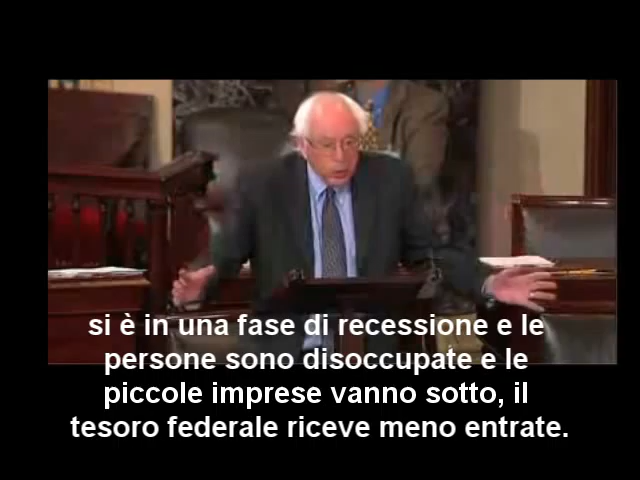 si è in una fase di recessione e le
persone sono disoccupate e le
piccole imprese vanno sotto, il
tesoro federale riceve meno entrate.